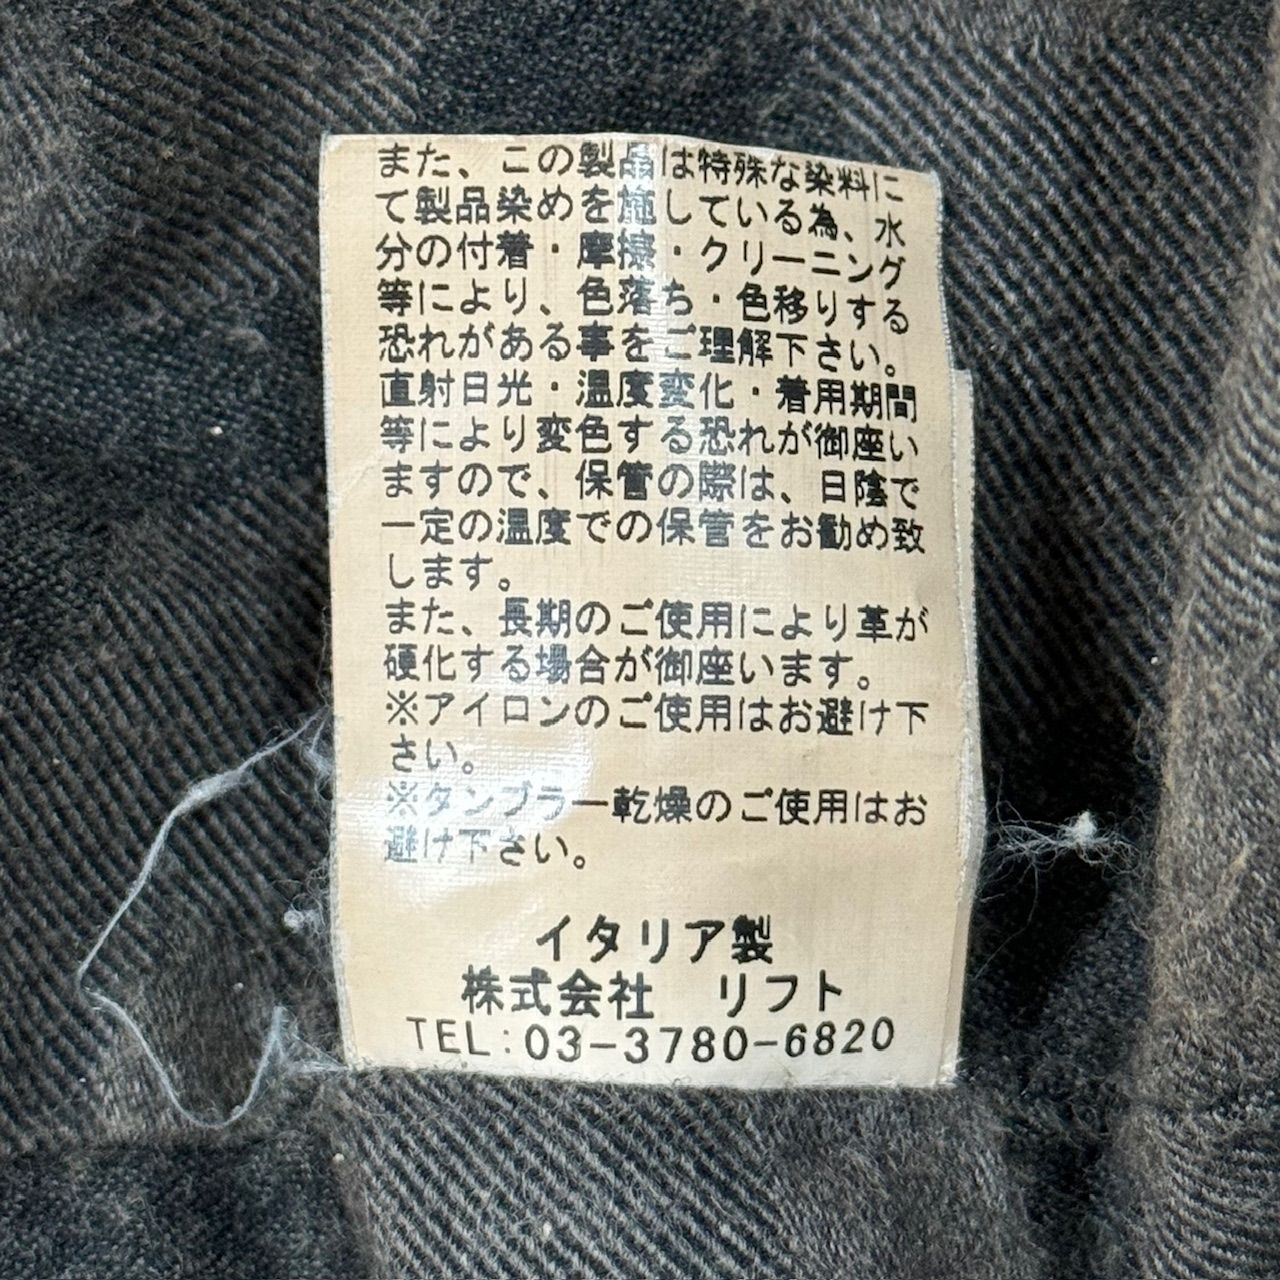 また、この製品は特殊な染料に
て製品染めを施している為、水
分の付着・摩擦・クリーニング
等により、色落ち・色移りする
恐れがある事をご理解下さい。
直射日光・温度変化・着用期間
等により変色する恐れが御座い
ますので、保管の際は、日陰で
一定の温度での保管をお勧め致
します。
また、長期のご使用により革が
硬化する場合が御座います。
※アイロンのご使用はお避け下
さい。
※タンブラー乾燥のご使用はお
避け下さい。
イタリア製
株式会社 リフト
TEL:03-3780-6820